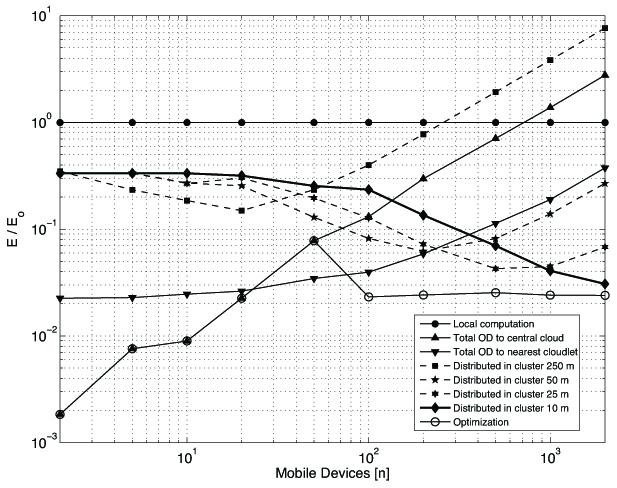 10^1
10^0
10^-1
10^-2
10^-3
E / E_o
Local computation
Total OD to central cloud
Total OD to nearest cloudlet
Distributed in cluster 250 m
Distributed in cluster 50 m
Distributed in cluster 25 m
Distributed in cluster 10 m
Optimization
10^1
10^2
10^3
Mobile Devices [n]